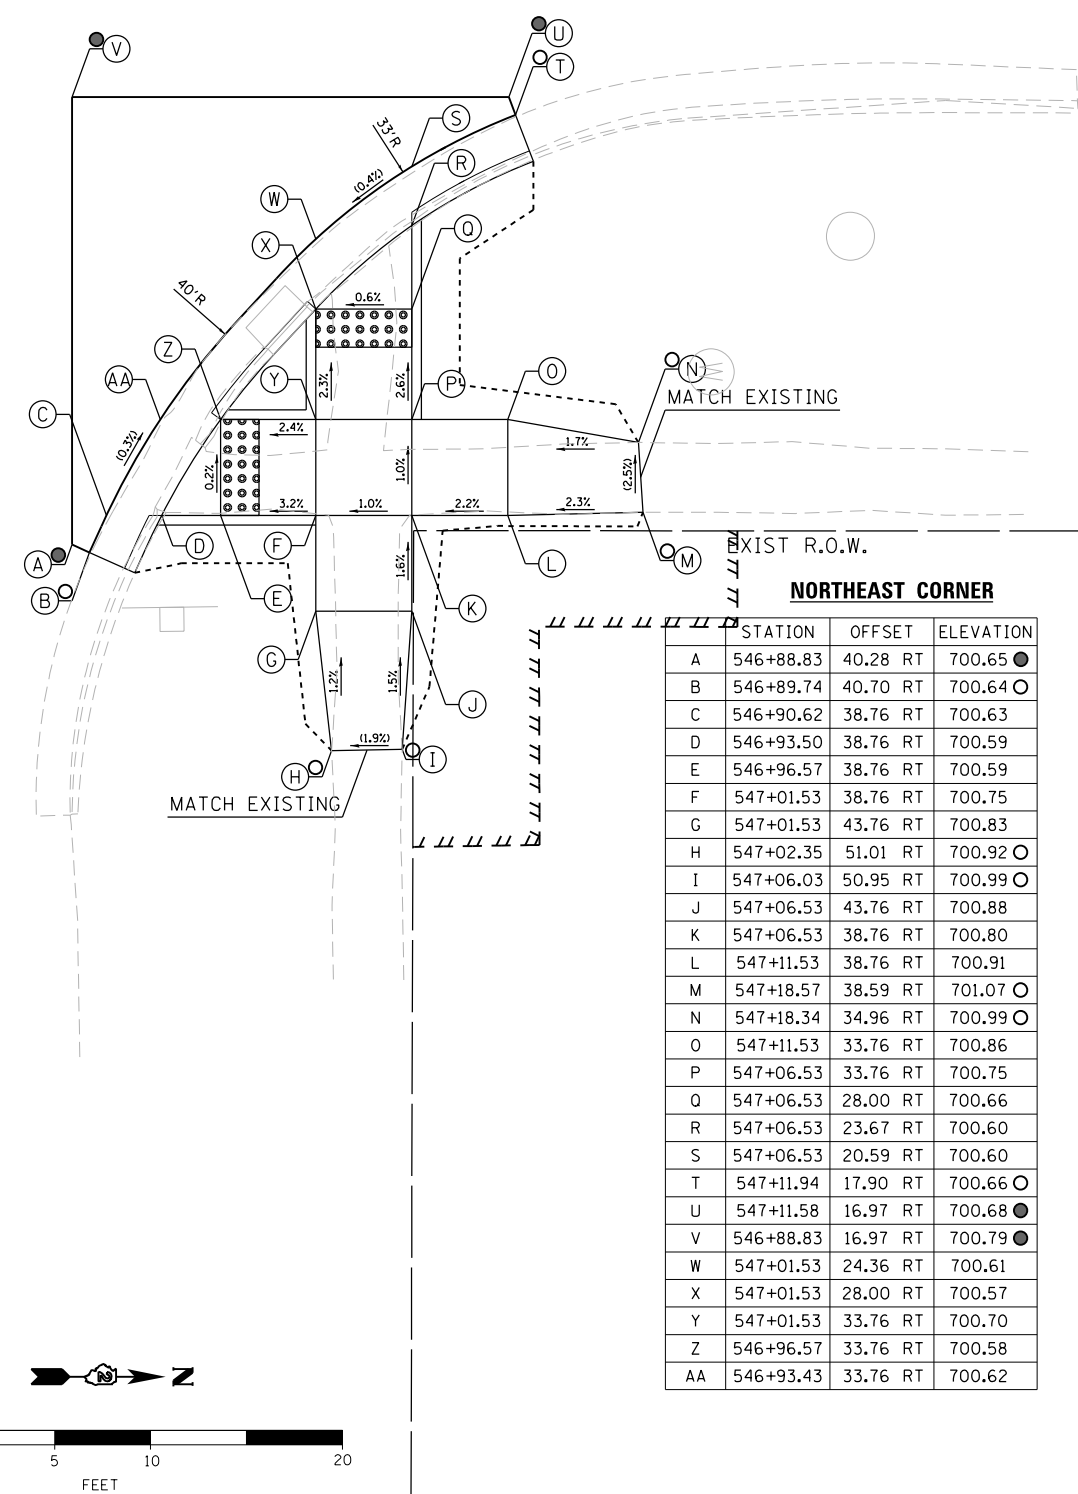 V
U
T
S
33'R
R
(0.4%)
W
Q
X
40'R
0.6%
Z
N
AA
Y
2.3%
2.6%
P
O
MATCH EXISTING
C
2.4%
1.7%
(0.3%)
0.2%
1.0%
(2.5%)
3.2%
1.0%
2.2%
2.3%
A
D
F
EXIST R.O.W.
L
M
B
E
1.6%
K
NORTHEAST CORNER
G
1.2%
1.5%
J
(1.9%)
H
I
MATCH EXISTING
STATION OFFSET ELEVATION
A 546+88.83 40.28 RT 700.65
B 546+89.74 40.70 RT 700.64
C 546+90.62 38.76 RT 700.63
D 546+93.50 38.76 RT 700.59
E 546+96.57 38.76 RT 700.59
F 547+01.53 38.76 RT 700.75
G 547+01.53 43.76 RT 700.83
H 547+02.35 51.01 RT 700.92
I 547+06.03 50.95 RT 700.99
J 547+06.53 43.76 RT 700.88
K 547+06.53 38.76 RT 700.80
L 547+11.53 38.76 RT 700.91
M 547+18.57 38.59 RT 701.07
N 547+18.34 34.96 RT 700.99
O 547+11.53 33.76 RT 700.86
P 547+06.53 33.76 RT 700.75
Q 547+06.53 28.00 RT 700.66
R 547+06.53 23.67 RT 700.60
S 547+06.53 20.59 RT 700.60
T 547+11.94 17.90 RT 700.66
U 547+11.58 16.97 RT 700.68
V 546+88.83 16.97 RT 700.79
W 547+01.53 24.36 RT 700.61
X 547+01.53 28.00 RT 700.57
Y 547+01.53 33.76 RT 700.70
Z 546+96.57 33.76 RT 700.58
AA 546+93.43 33.76 RT 700.62
2 N
5 10 20
FEET